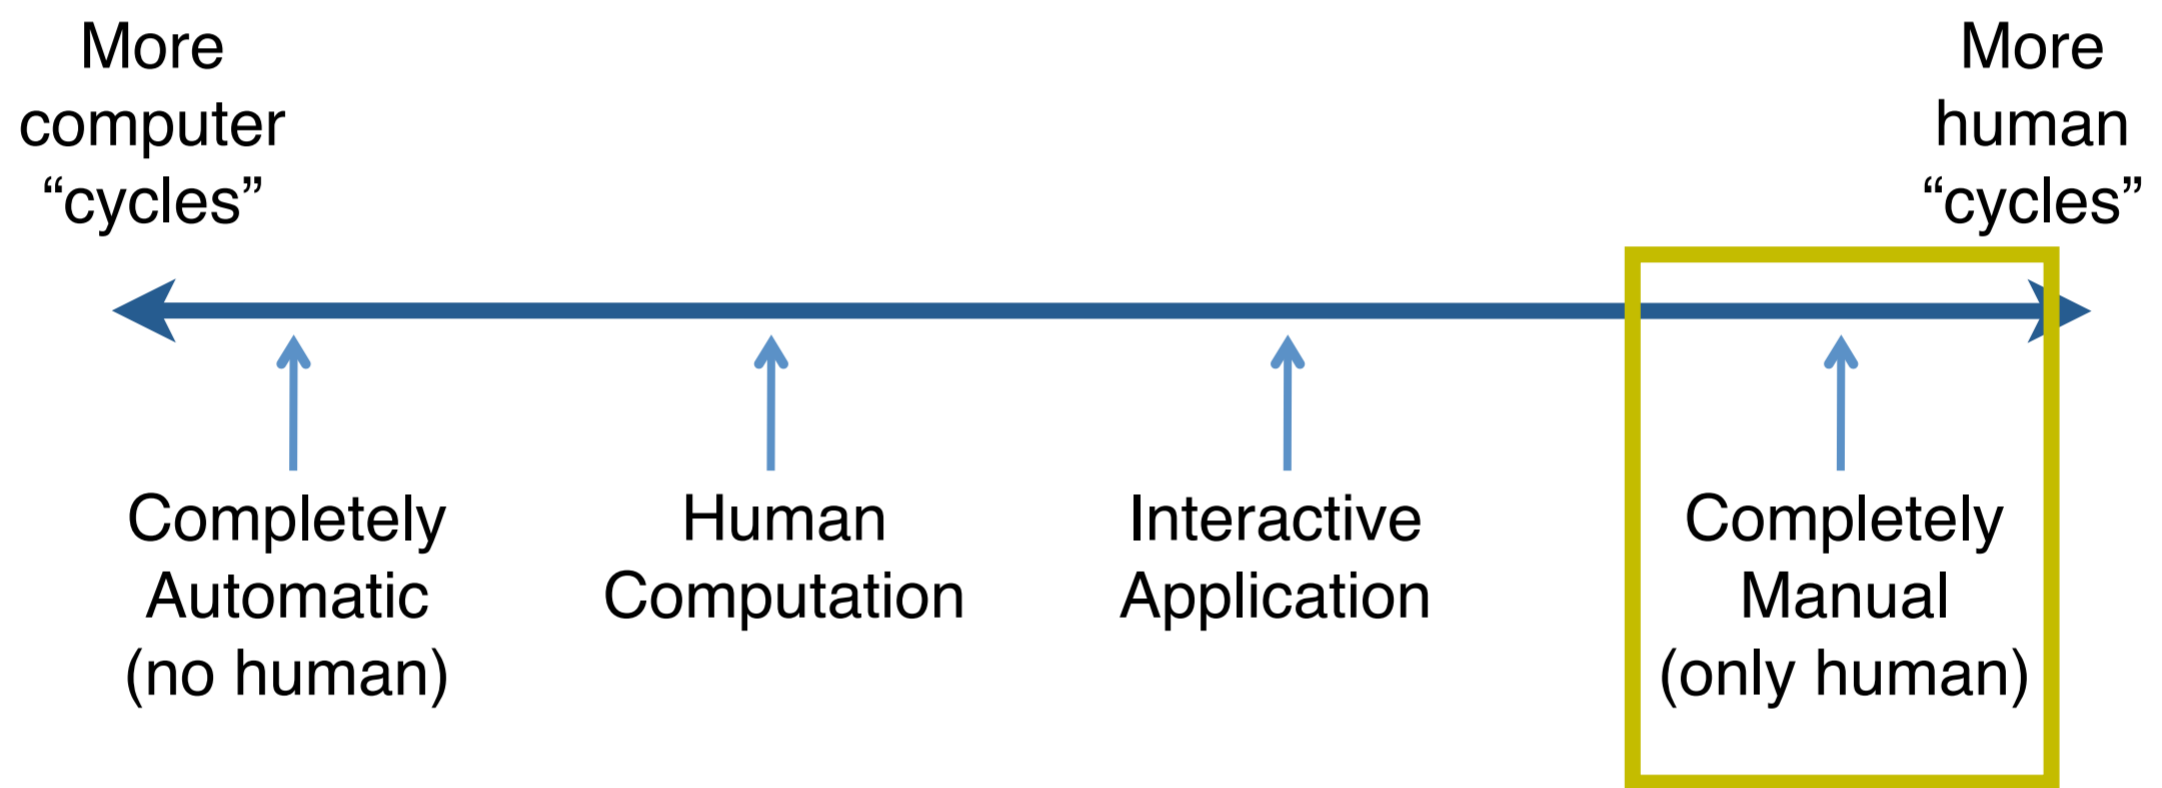 More
computer
“cycles”
More
human
“cycles”
Completely
Automatic
(no human)
Human
Computation
Interactive
Application
Completely
Manual
(only human)